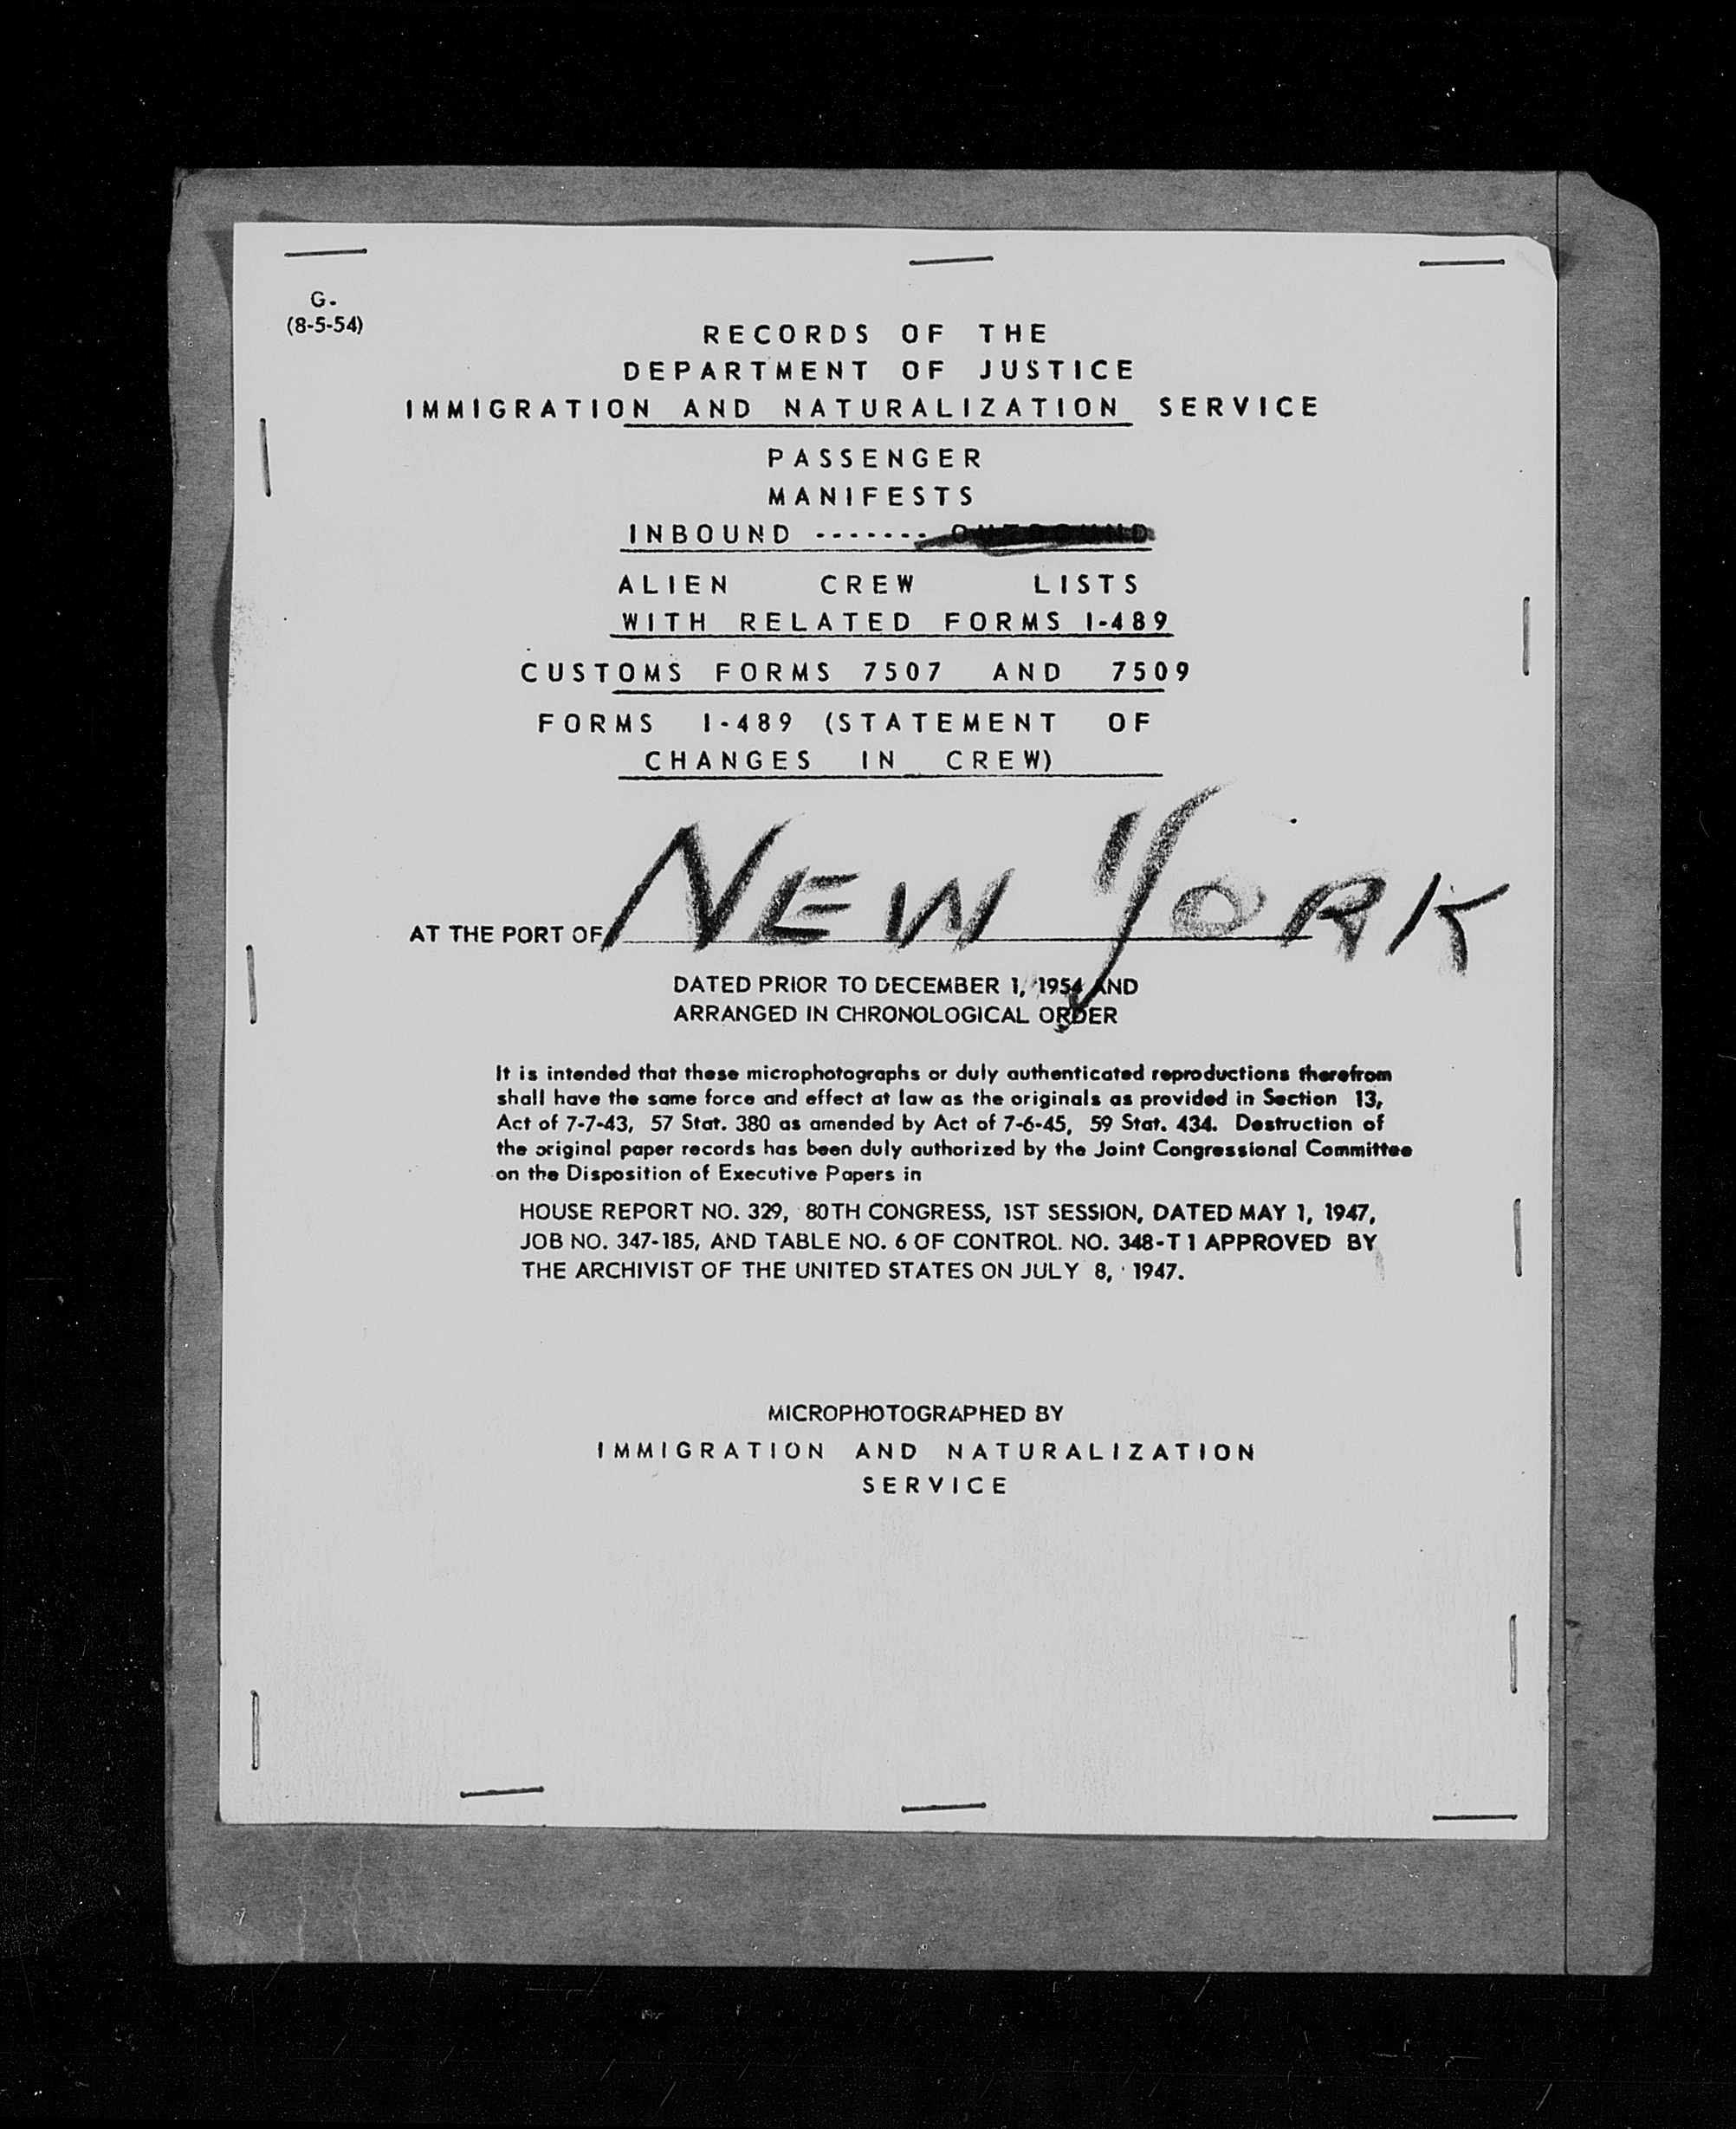 G.
(8-5-54)
RECORDS OF THE
DEPARTMENT OF JUSTICE
IMMIGRATION AND NATURALIZATION SERVICE
PASSENGER
MANIFESTS
INBOUND ------- OUTBOUND
ALIEN CREW LISTS
WITH RELATED FORMS I-489
CUSTOMS FORMS 7507 AND 7509
FORMS I-489 (STATEMENT OF
CHANGES IN CREW)
AT THE PORT OF NEW YORK
DATED PRIOR TO DECEMBER 1, 1954 AND
ARRANGED IN CHRONOLOGICAL ORDER
It is intended that these microphotographs or duly authenticated reproductions therefrom
shall have the same force and effect at law as the originals as provided in Section 13,
Act of 7-7-43, 57 Stat. 380 as amended by Act of 7-6-45, 59 Stat. 434. Destruction of
the original paper records has been duly authorized by the Joint Congressional Committee
on the Disposition of Executive Papers in
HOUSE REPORT NO. 329, 80TH CONGRESS, 1ST SESSION, DATED MAY 1, 1947,
JOB NO. 347-185, AND TABLE NO. 6 OF CONTROL NO. 348-T1 APPROVED BY
THE ARCHIVIST OF THE UNITED STATES ON JULY 8, 1947.
MICROPHOTOGRAPHED BY
IMMIGRATION AND NATURALIZATION
SERVICE